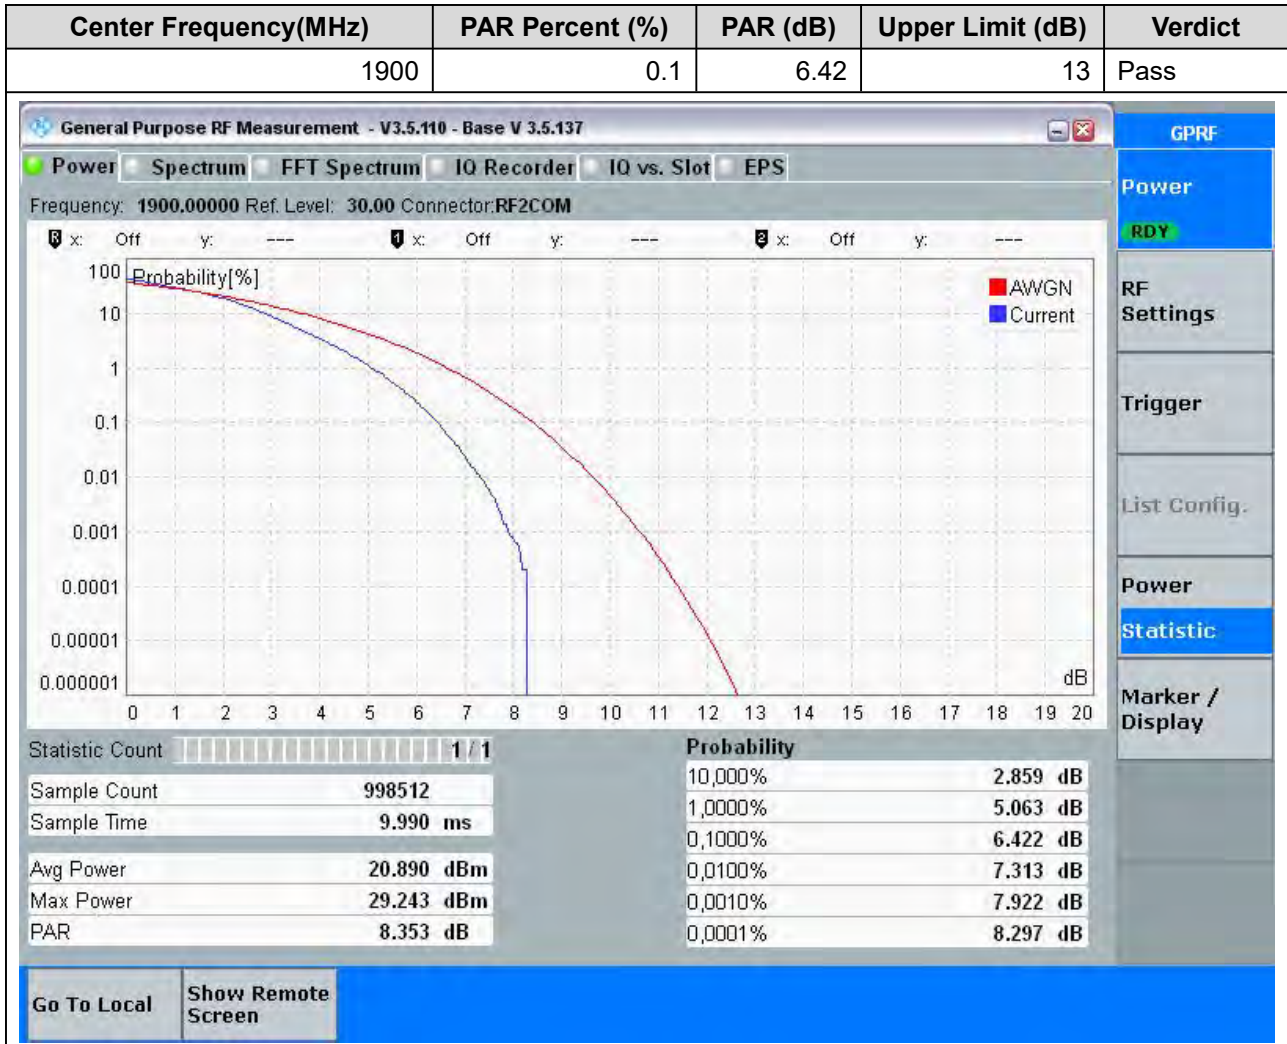 Center Frequency(MHz) PAR Percent (%) PAR (dB) Upper Limit (dB) Verdict
1900 0.1 6.42 13 Pass
General Purpose RF Measurement - V3.5.110 - Base V 3.5.137
GPRF
Power Spectrum FFT Spectrum IQ Recorder IQ vs. Slot EPS
Frequency: 1900.00000 Ref. Level: 30.00 Connector:RF2COM
R x: Off y: --- 1 x: Off y: --- 2 x: Off y: ---
Probability[%]
AWGN
Current
100
10
1
0.1
0.01
0.001
0.0001
0.00001
0.000001
dB
0 1 2 3 4 5 6 7 8 9 10 11 12 13 14 15 16 17 18 19 20
Statistic Count 1 / 1
Sample Count 998512
Sample Time 9.990 ms
Avg Power 20.890 dBm
Max Power 29.243 dBm
PAR 8.353 dB
Probability
10,000% 2.859 dB
1,0000% 5.063 dB
0,1000% 6.422 dB
0,0100% 7.313 dB
0,0010% 7.922 dB
0,0001% 8.297 dB
Power
RDY
RF
Settings
Trigger
List Config.
Power
Statistic
Marker /
Display
Go To Local
Show Remote
Screen